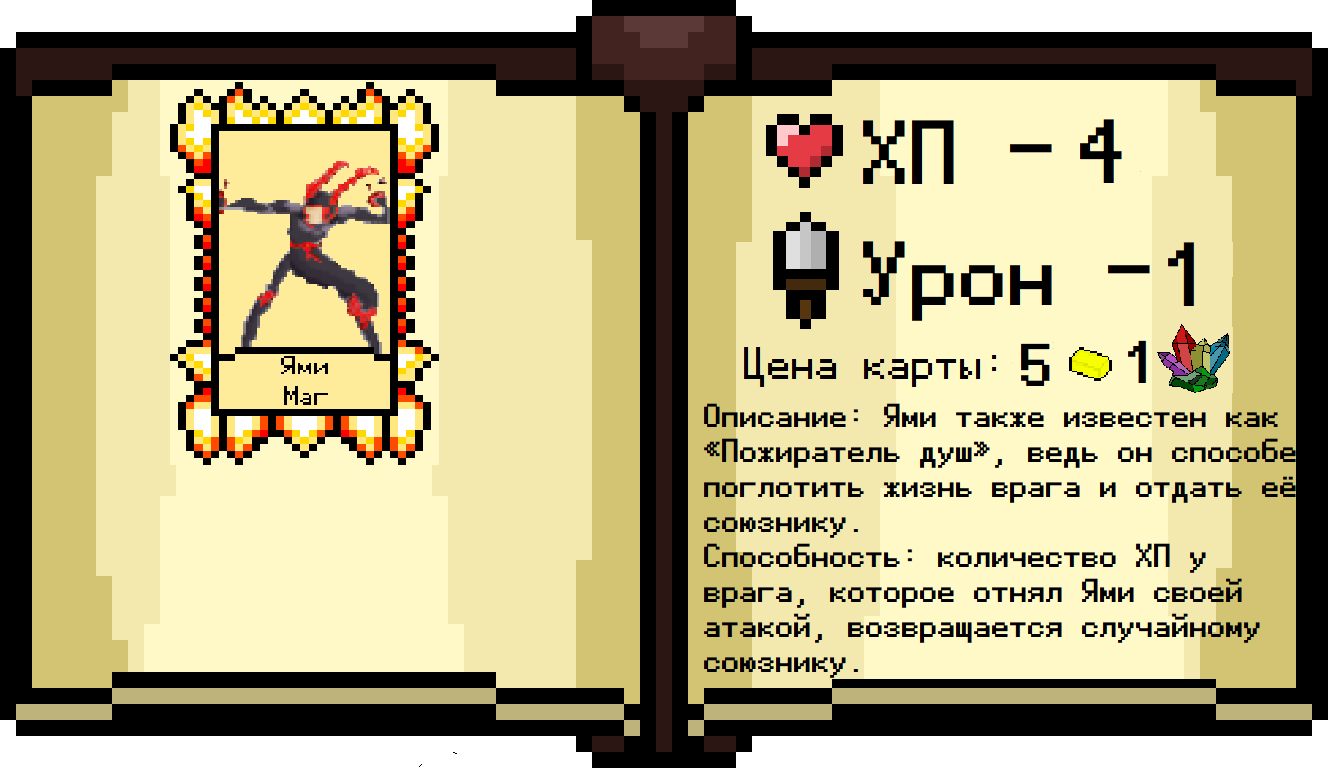 Ями
Маг
ХП - 4
Урон -1
Цена карты: 5 1
Описание: Ями также известен как
«Пожиратель душ», ведь он способе
поглотить жизнь врага и отдать её
союзнику.
Способность: количество ХП у
врага, которое отнял Ями своей
атакой, возвращается случайному
союзнику.